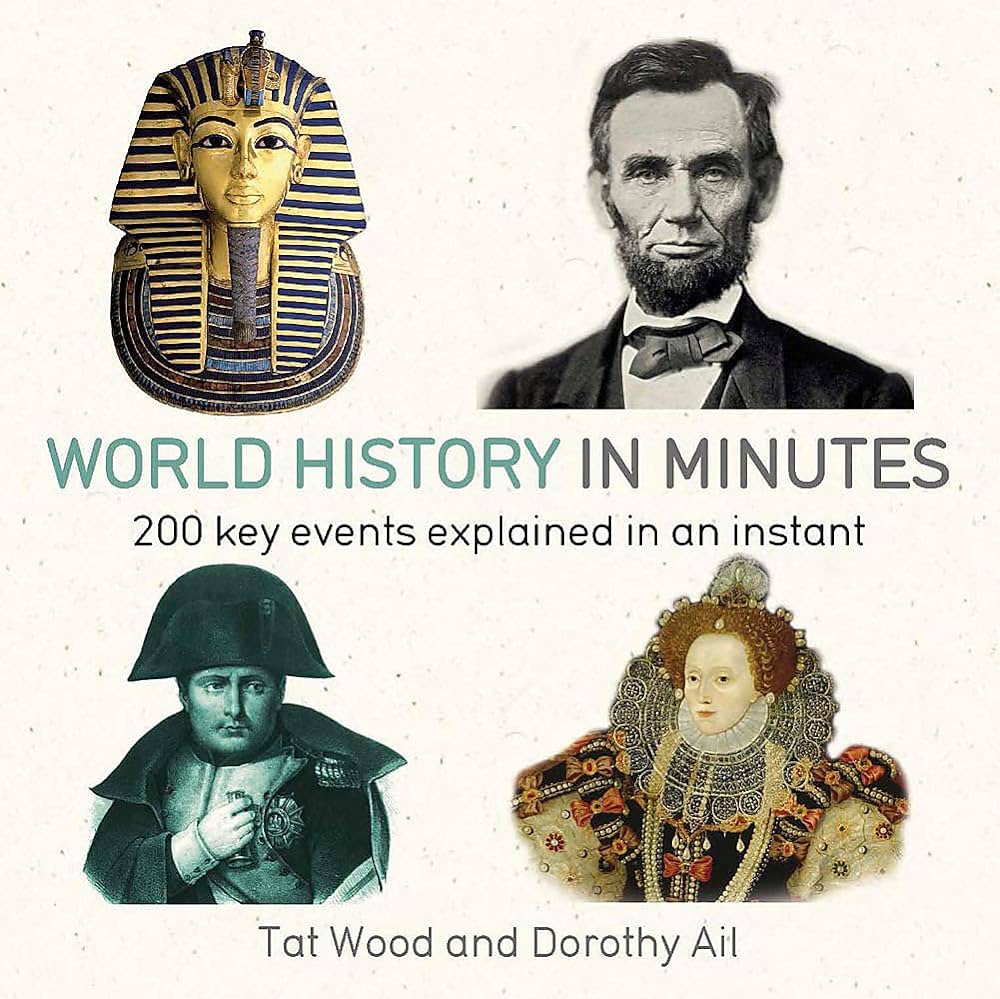 WORLD HISTORY IN MINUTES
200 key events explained in an instant
Tat Wood and Dorothy Ail